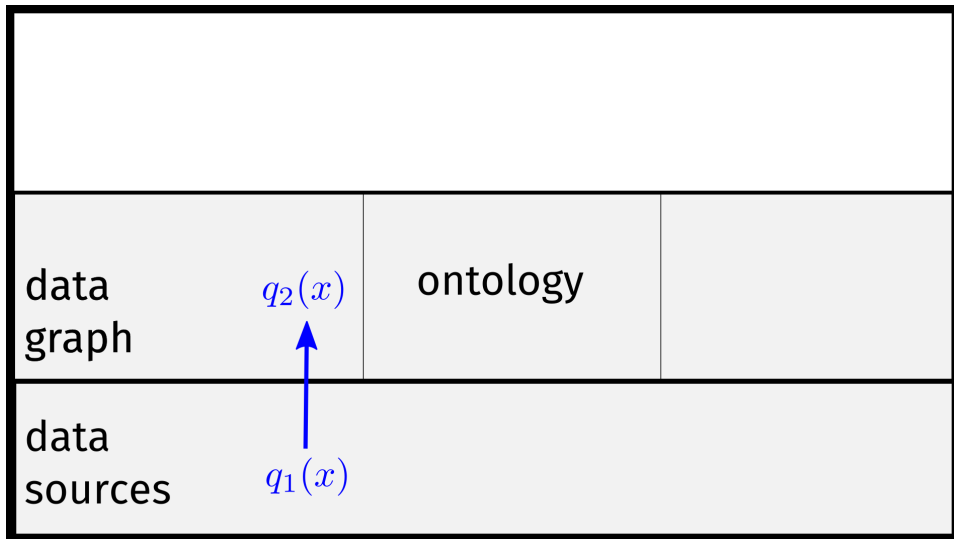 data
graph
q₂(x)
ontology
data
sources
q₁(x)